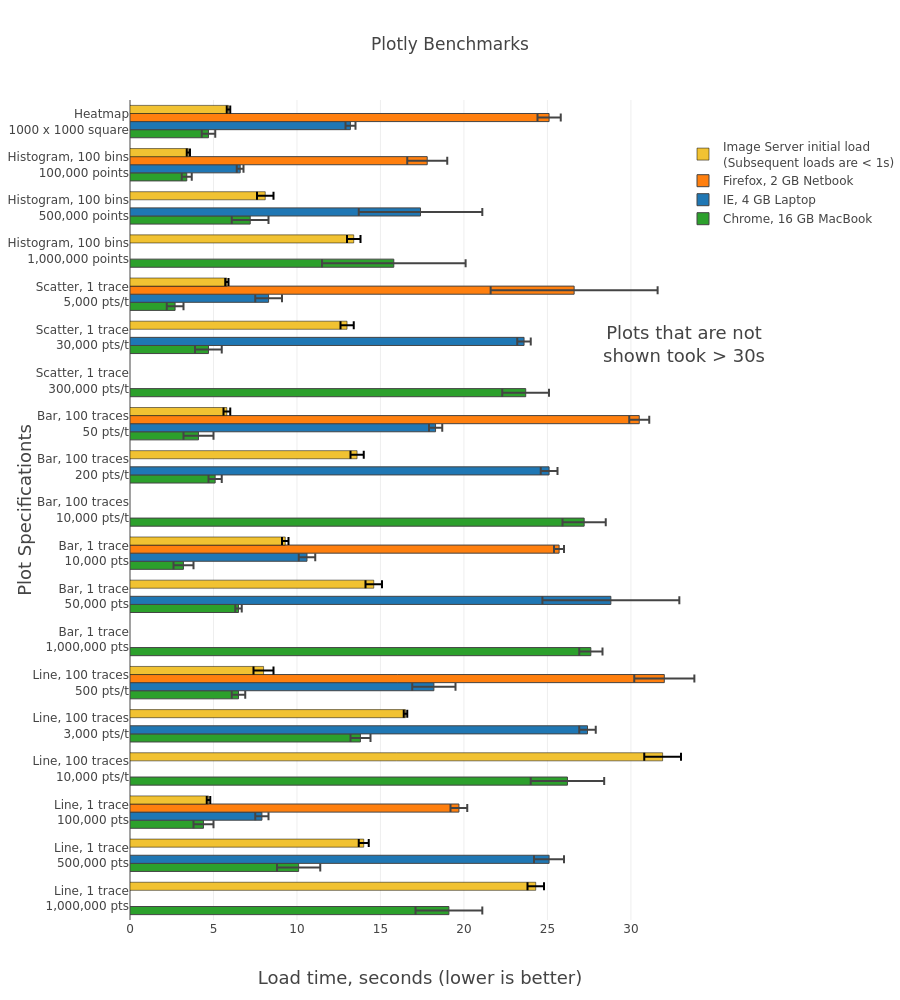 Plotly Benchmarks
Heatmap
1000 x 1000 square
Histogram, 100 bins
100,000 points
Histogram, 100 bins
500,000 points
Histogram, 100 bins
1,000,000 points
Scatter, 1 trace
5,000 pts/t
Scatter, 1 trace
30,000 pts/t
Scatter, 1 trace
300,000 pts/t
Bar, 100 traces
50 pts/t
Bar, 100 traces
200 pts/t
Bar, 100 traces
10,000 pts/t
Bar, 1 trace
10,000 pts
Bar, 1 trace
50,000 pts
Bar, 1 trace
1,000,000 pts
Line, 100 traces
500 pts/t
Line, 100 traces
3,000 pts/t
Line, 100 traces
10,000 pts/t
Line, 1 trace
100,000 pts
Line, 1 trace
500,000 pts
Line, 1 trace
1,000,000 pts
Plot Specificationts
Image Server initial load
(Subsequent loads are < 1s)
Firefox, 2 GB Netbook
IE, 4 GB Laptop
Chrome, 16 GB MacBook
Plots that are not
shown took > 30s
0 5 10 15 20 25 30
Load time, seconds (lower is better)